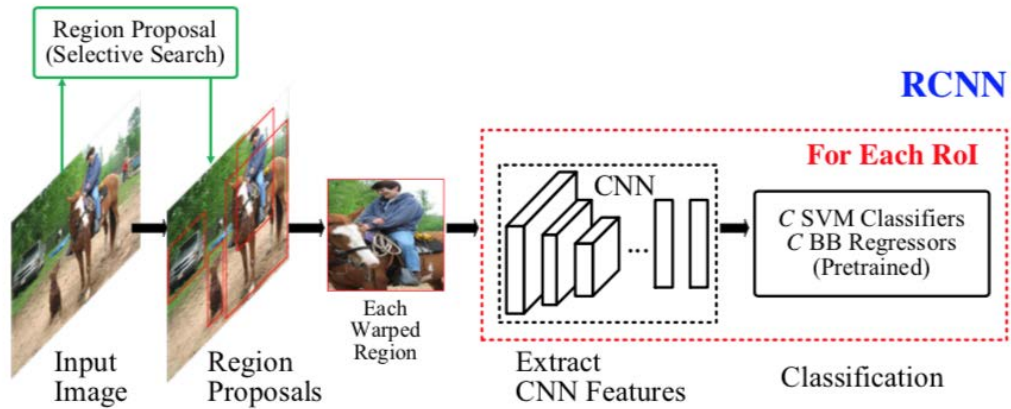 Region Proposal
(Selective Search)
RCNN
For Each RoI
CNN
...
C SVM Classifiers
C BB Regressors
(Pretrained)
Each
Warped
Region
Input
Image
Region
Proposals
Extract
CNN Features
Classification